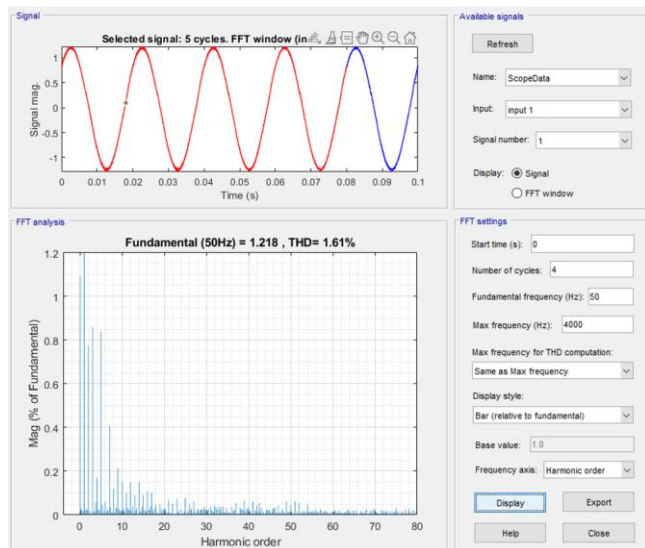 Signal
Selected signal: 5 cycles. FFT window (in
1
0.5
0
-0.5
-1
Signal mag.
0 0.01 0.02 0.03 0.04 0.05 0.06 0.07 0.08 0.09 0.1
Time (s)
FFT analysis
Fundamental (50Hz) = 1.218 , THD= 1.61%
1.2
1
0.8
0.6
0.4
0.2
0
Mag (% of Fundamental)
0 10 20 30 40 50 60 70 80
Harmonic order
Available signals
Refresh
Name: ScopeData
Input: input 1
Signal number: 1
Display: Signal
FFT window
FFT settings
Start time (s): 0
Number of cycles: 4
Fundamental frequency (Hz): 50
Max frequency (Hz): 4000
Max frequency for THD computation:
Same as Max frequency
Display style:
Bar (relative to fundamental)
Base value: 1.0
Frequency axis: Harmonic order
Display Export
Help Close